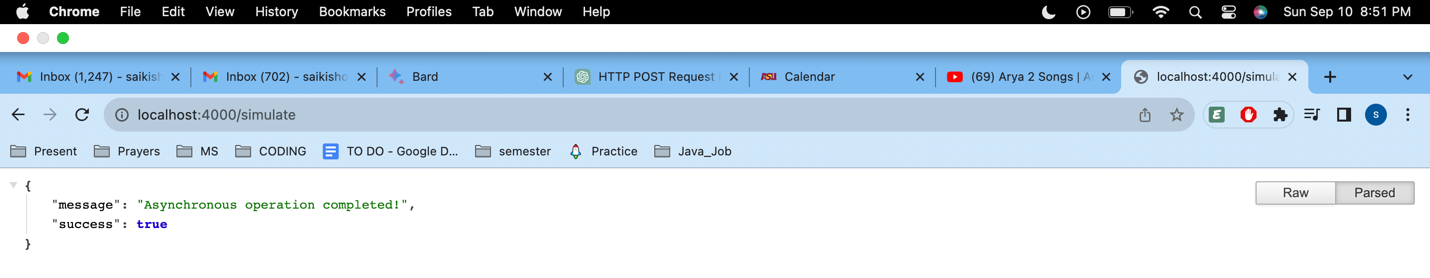 Chrome File Edit View History Bookmarks Profiles Tab Window Help Sun Sep 10 8:51 PM
Inbox (1,247) - saikish Inbox (702) - saikisho Bard HTTP POST Request ASU Calendar (69) Arya 2 Songs | A localhost:4000/simula
localhost:4000/simulate E S
Present Prayers MS CODING TO DO - Google D... semester Practice Java_Job
{ Raw Parsed
"message": "Asynchronous operation completed!",
"success": true
}